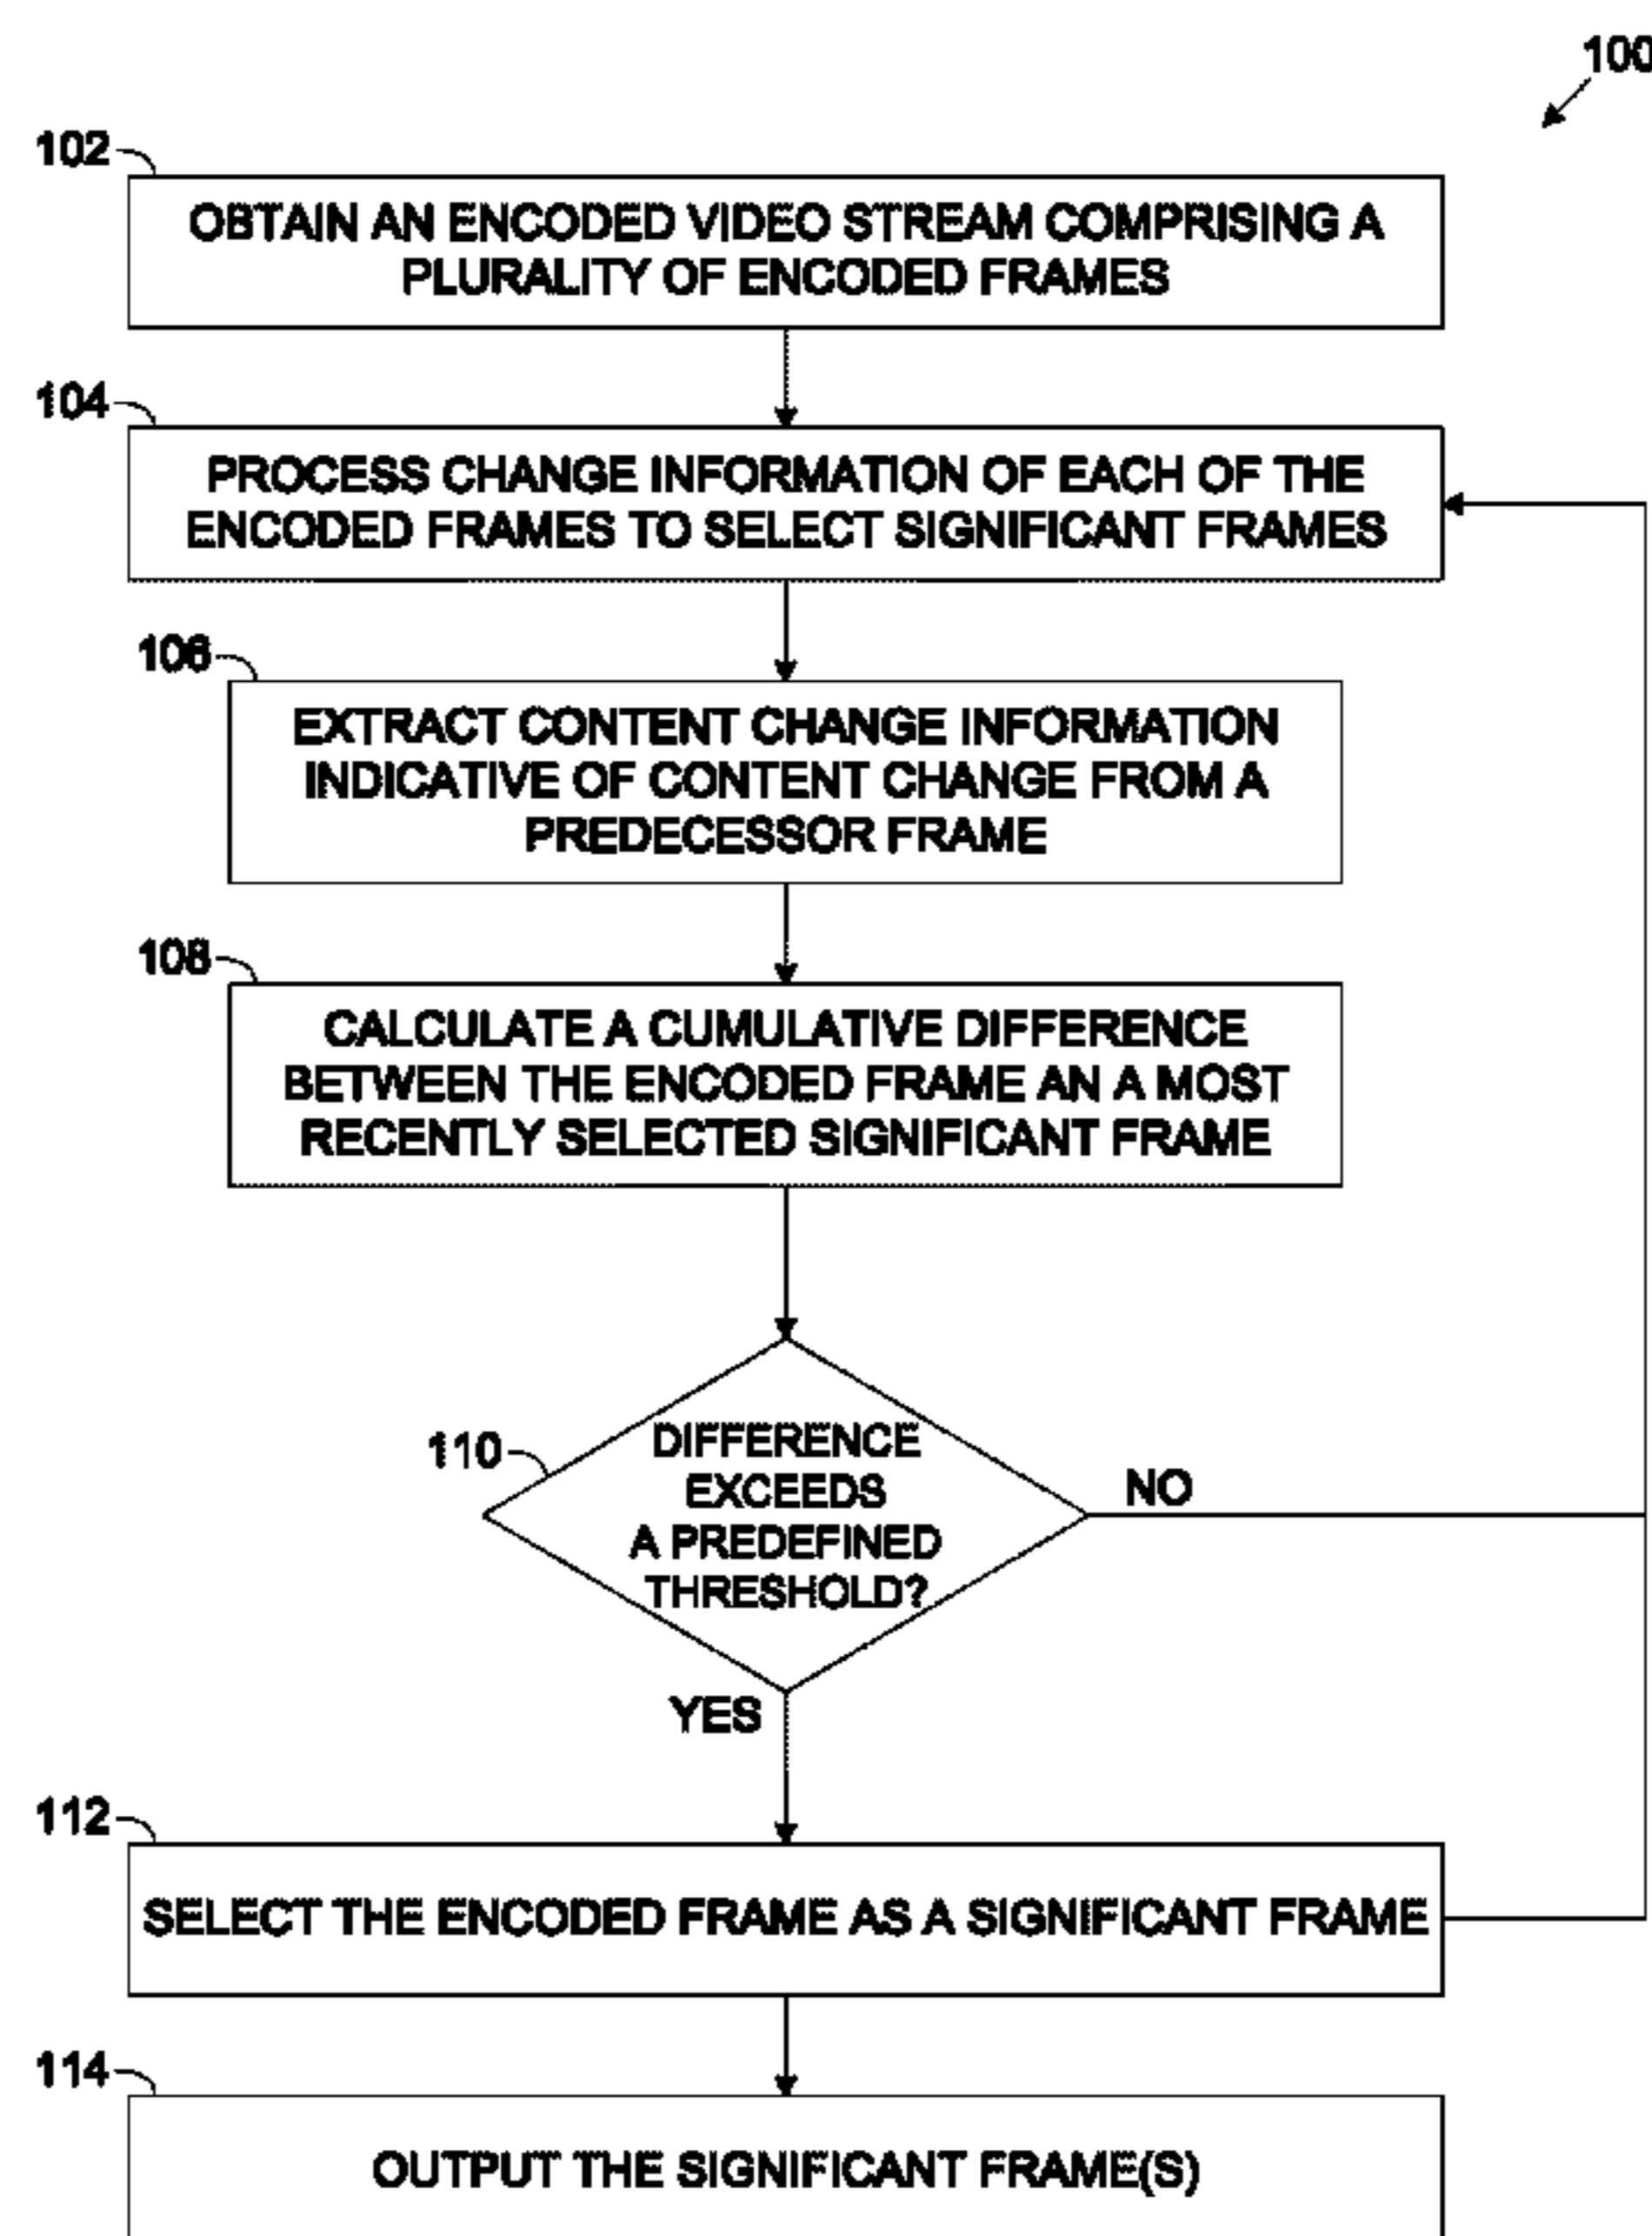 100
102
OBTAIN AN ENCODED VIDEO STREAM COMPRISING A
PLURALITY OF ENCODED FRAMES
104
PROCESS CHANGE INFORMATION OF EACH OF THE
ENCODED FRAMES TO SELECT SIGNIFICANT FRAMES
106
EXTRACT CONTENT CHANGE INFORMATION
INDICATIVE OF CONTENT CHANGE FROM A
PREDECESSOR FRAME
108
CALCULATE A CUMULATIVE DIFFERENCE
BETWEEN THE ENCODED FRAME AN A MOST
RECENTLY SELECTED SIGNIFICANT FRAME
110
DIFFERENCE
EXCEEDS
A PREDEFINED
THRESHOLD?
NO
YES
112
SELECT THE ENCODED FRAME AS A SIGNIFICANT FRAME
114
OUTPUT THE SIGNIFICANT FRAME(S)